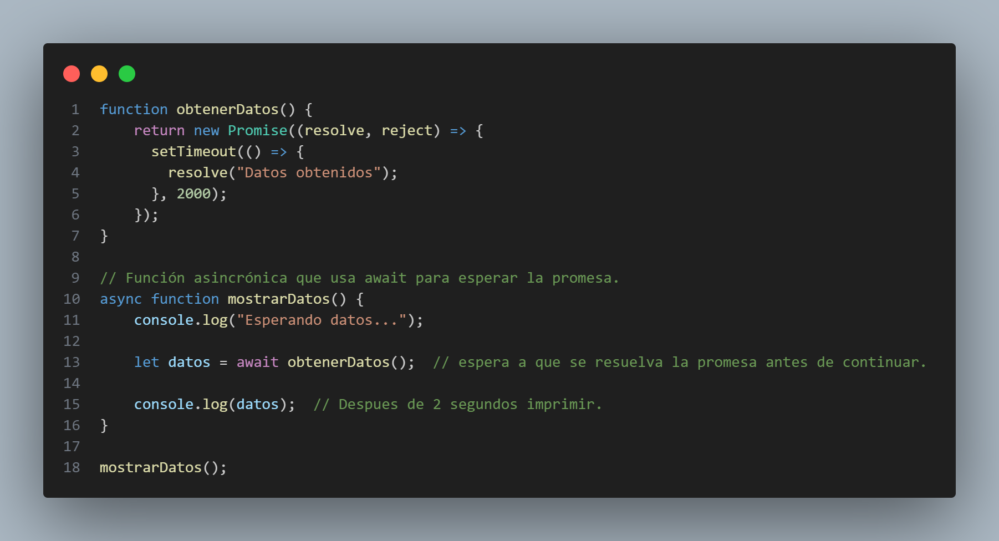 1 function obtenerDatos() {
2     return new Promise((resolve, reject) => {
3       setTimeout(() => {
4         resolve("Datos obtenidos");
5       }, 2000);
6     });
7 }
8
9 // Función asincrónica que usa await para esperar la promesa.
10 async function mostrarDatos() {
11     console.log("Esperando datos...");
12
13     let datos = await obtenerDatos();  // espera a que se resuelva la promesa antes de continuar.
14
15     console.log(datos);  // Despues de 2 segundos imprimir.
16 }
17
18 mostrarDatos();